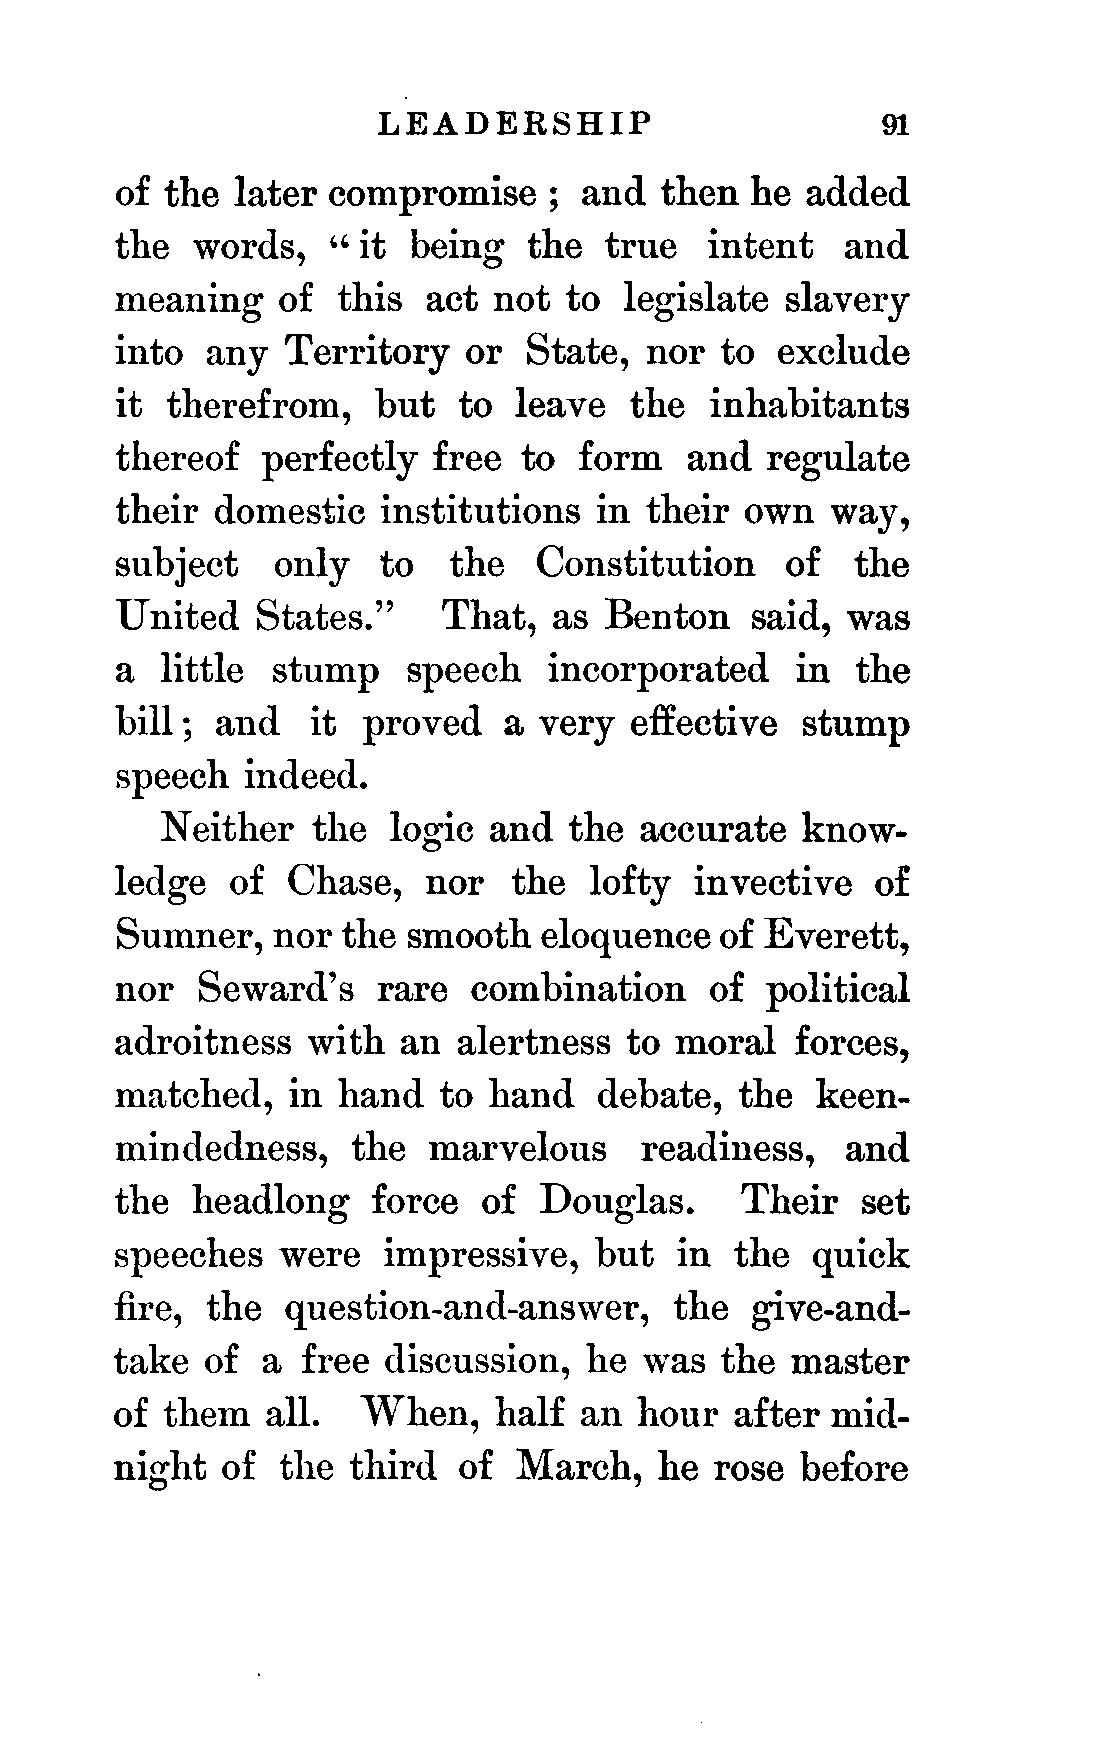 LEADERSHIP 91
of the later compromise ; and then he added
the words, “ it being the true intent and
meaning of this act not to legislate slavery
into any Territory or State, nor to exclude
it therefrom, but to leave the inhabitants
thereof perfectly free to form and regulate
their domestic institutions in their own way,
subject only to the Constitution of the
United States.” That, as Benton said, was
a little stump speech incorporated in the
bill ; and it proved a very effective stump
speech indeed.
Neither the logic and the accurate know-
ledge of Chase, nor the lofty invective of
Sumner, nor the smooth eloquence of Everett,
nor Seward’s rare combination of political
adroitness with an alertness to moral forces,
matched, in hand to hand debate, the keen-
mindedness, the marvelous readiness, and
the headlong force of Douglas. Their set
speeches were impressive, but in the quick
fire, the question-and-answer, the give-and-
take of a free discussion, he was the master
of them all. When, half an hour after mid-
night of the third of March, he rose before